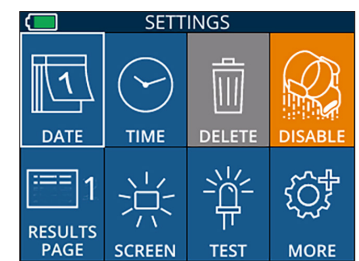 SETTINGS
1
DATE
TIME
DELETE
DISABLE
1
RESULTS
PAGE
SCREEN
TEST
MORE